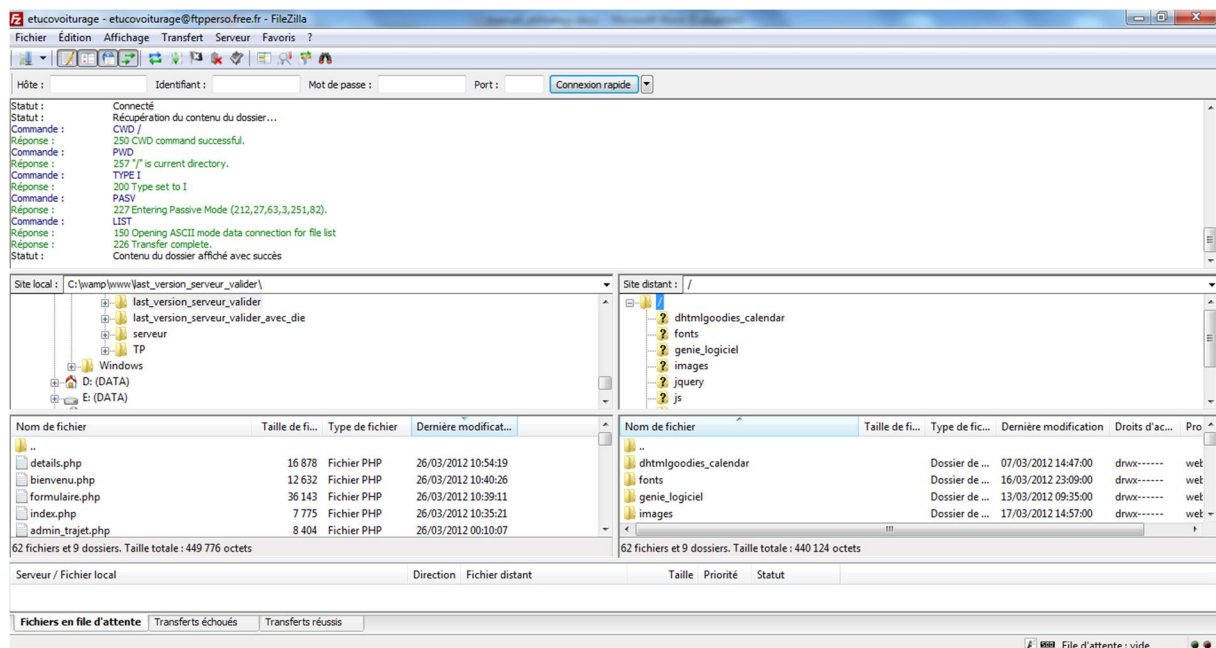 etucovoiturage - etucovoiturage@ftpperso.free.fr - FileZilla
Fichier Édition Affichage Transfert Serveur Favoris ?
Hôte : Identifiant : Mot de passe : Port : Connexion rapide
Statut : Connecté
Statut : Récupération du contenu du dossier...
Commande : CWD /
Réponse : 250 CWD command successful.
Commande : PWD
Réponse : 257 "/" is current directory.
Commande : TYPE I
Réponse : 200 Type set to I
Commande : PASV
Réponse : 227 Entering Passive Mode (212,27,63,3,251,82).
Commande : LIST
Réponse : 150 Opening ASCII mode data connection for file list
Réponse : 226 Transfer complete.
Statut : Contenu du dossier affiché avec succès
Site local : C:\wamp\www\last_version_serveur_valider\
last_version_serveur_valider
last_version_serveur_valider_avec_die
serveur
TP
Windows
D: (DATA)
E: (DATA)
Site distant : /
/
dhtmlgoodies_calendar
fonts
genie_logiciel
images
jquery
js
Nom de fichier Taille de fi... Type de fichier Dernière modificat...
..
details.php 16 878 Fichier PHP 26/03/2012 10:54:19
bienvenu.php 12 632 Fichier PHP 26/03/2012 10:40:26
formulaire.php 36 143 Fichier PHP 26/03/2012 10:39:11
index.php 7 775 Fichier PHP 26/03/2012 10:35:21
admin_trajet.php 8 404 Fichier PHP 26/03/2012 00:10:07
62 fichiers et 9 dossiers. Taille totale : 449 776 octets
Nom de fichier Taille de fi... Type de fic... Dernière modification Droits d'ac... Pro
..
dhtmlgoodies_calendar Dossier de ... 07/03/2012 14:47:00 drwx------ web
fonts Dossier de ... 16/03/2012 23:09:00 drwx------ web
genie_logiciel Dossier de ... 13/03/2012 09:35:00 drwx------ web
images Dossier de ... 17/03/2012 14:57:00 drwx------ web
62 fichiers et 9 dossiers. Taille totale : 440 124 octets
Serveur / Fichier local Direction Fichier distant Taille Priorité Statut
Fichiers en file d'attente Transferts échoués Transferts réussis
File d'attente : vide